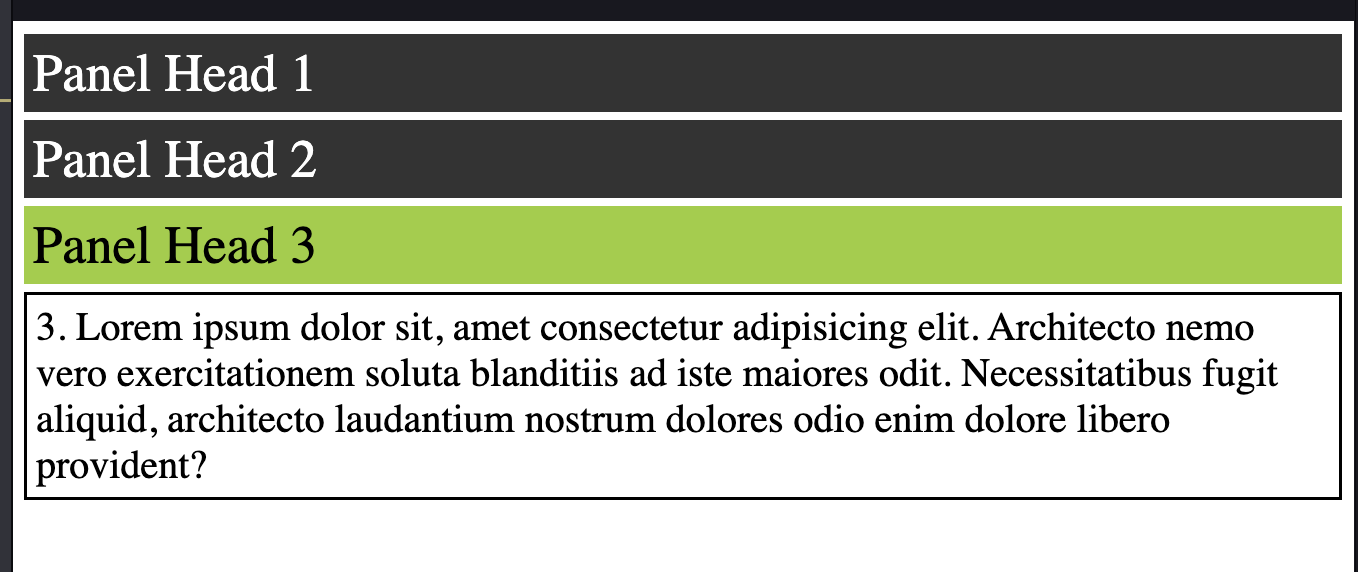 Panel Head 1
Panel Head 2
Panel Head 3
3. Lorem ipsum dolor sit, amet consectetur adipisicing elit. Architecto nemo
vero exercitationem soluta blanditiis ad iste maiores odit. Necessitatibus fugit
aliquid, architecto laudantium nostrum dolores odio enim dolore libero
provident?